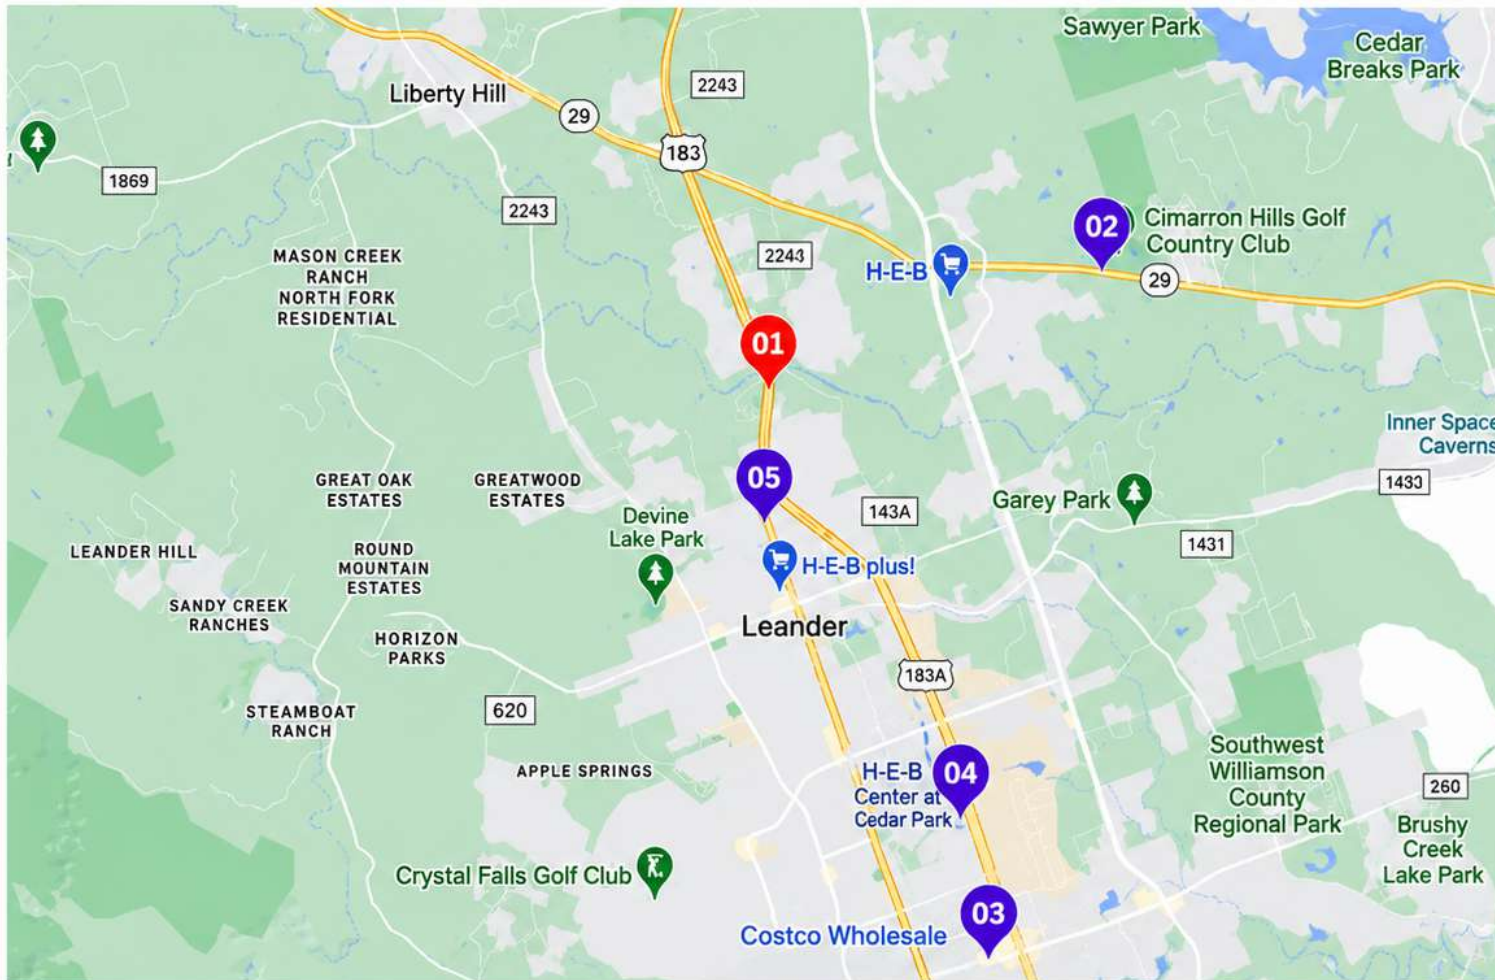 Sawyer Park
Cedar
Breaks Park
2243
Liberty Hill
29
183
1869
2243
02
Cimarron Hills Golf
Country Club
2243
H-E-B
29
MASON CREEK
RANCH
NORTH FORK
RESIDENTIAL
01
Inner Space
Caverns
GREAT OAK
ESTATES
GREATWOOD
ESTATES
05
1433
Garey Park
143A
Devine
Lake Park
1431
LEANDER HILL
ROUND
MOUNTAIN
ESTATES
H-E-B plus!
SANDY CREEK
RANCHES
Leander
HORIZON
PARKS
183A
620
STEAMBOAT
RANCH
APPLE SPRINGS
H-E-B
Center at
Cedar Park
04
Southwest
Williamson
County
Regional Park
260
Brushy
Creek
Lake Park
Crystal Falls Golf Club
03
Costco Wholesale